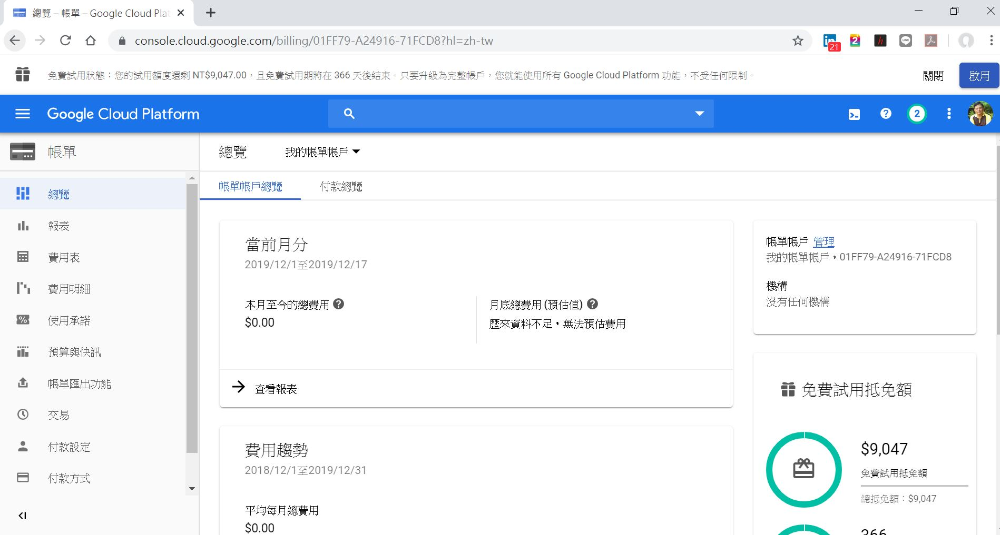 總覽 – 帳單 – Google Cloud Plat
console.cloud.google.com/billing/01FF79-A24916-71FCD8?hl=zh-tw
21
2
h
LINE
免費試用狀態：您的試用額度還剩 NT$9,047.00，且免費試用期將在 366 天後結束。只要升級為完整帳戶，您就能使用所有 Google Cloud Platform 功能，不受任何限制。
關閉
啟用
Google Cloud Platform
2
帳單
總覽
我的帳單帳戶
總覽
報表
費用表
費用明細
使用承諾
預算與快訊
帳單匯出功能
交易
付款設定
付款方式
帳單帳戶總覽
付款總覽
當前月分
2019/12/1至2019/12/17
本月至今的總費用
$0.00
月底總費用 (預估值)
歷來資料不足，無法預估費用
查看報表
費用趨勢
2018/12/1至2019/12/31
平均每月總費用
$0.00
帳單帳戶 管理
我的帳單帳戶，01FF79-A24916-71FCD8
機構
沒有任何機構
免費試用抵免額
$9,047
免費試用抵免額
總抵免額：$9,047
366